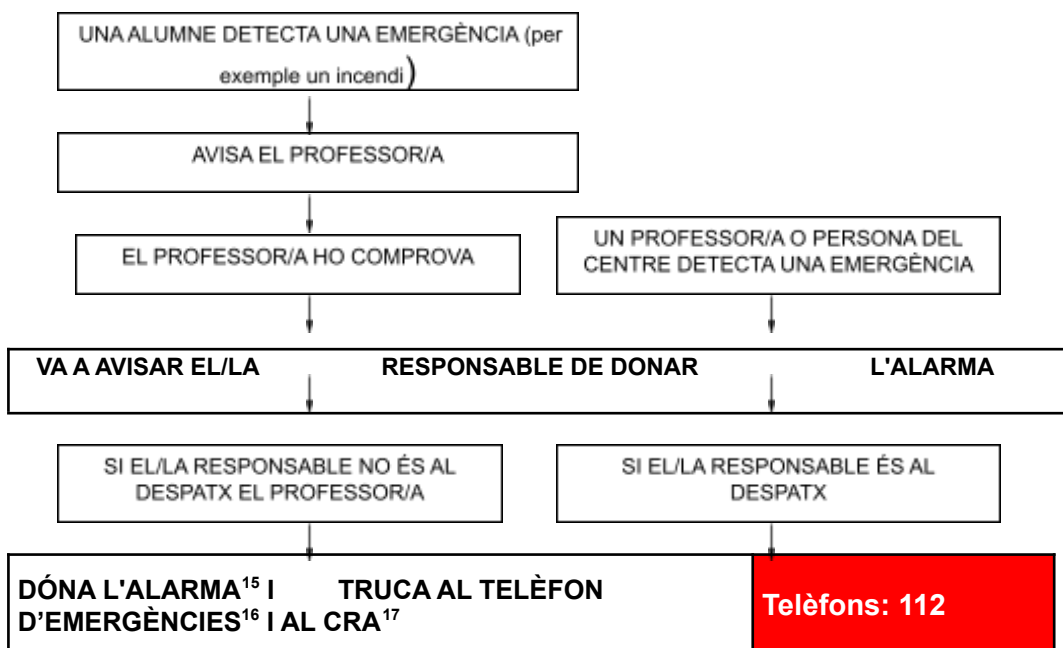 UNA ALUMNE DETECTA UNA EMERGÈNCIA (per
exemple un incendi)
AVISA EL PROFESSOR/A
EL PROFESSOR/A HO COMPROVA
UN PROFESSOR/A O PERSONA DEL
CENTRE DETECTA UNA EMERGÈNCIA
VA A AVISAR EL/LA RESPONSABLE DE DONAR L'ALARMA
SI EL/LA RESPONSABLE NO ÉS AL
DESPATX EL PROFESSOR/A
SI EL/LA RESPONSABLE ÉS AL
DESPATX
DÓNA L'ALARMA¹⁵ I TRUCA AL TELÈFON
D’EMERGÈNCIES¹⁶ I AL CRA¹⁷
Telèfons: 112